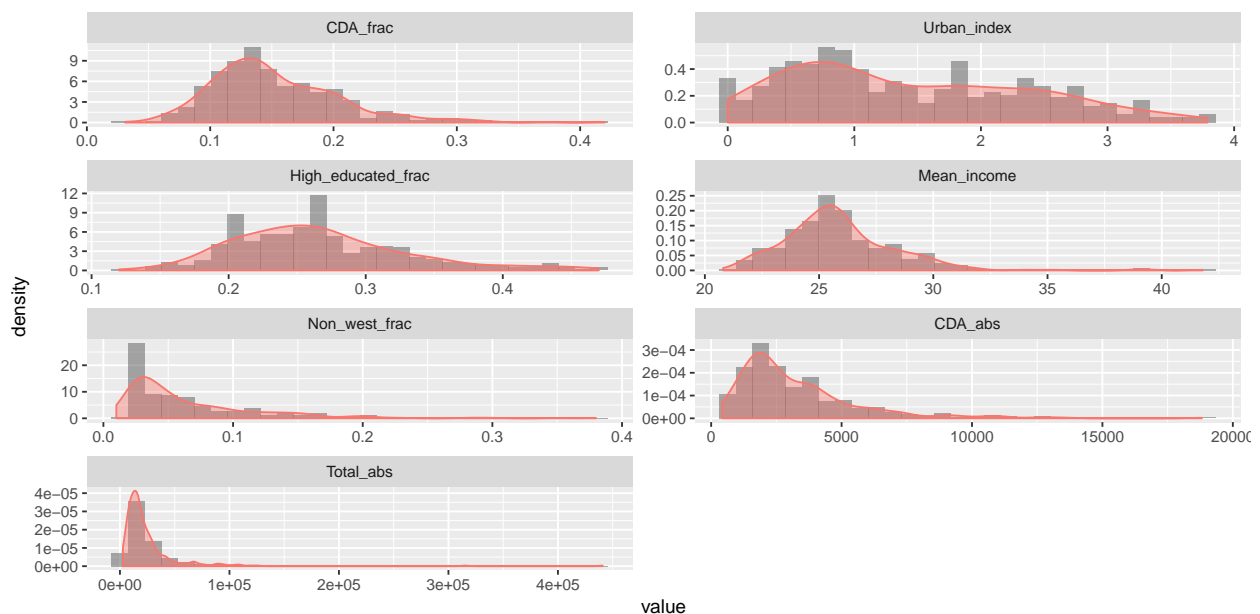 CDA_frac
9
6
3
0
0.0 0.1 0.2 0.3 0.4
Urban_index
0.4
0.2
0.0
0 1 2 3 4
High_educated_frac
12
9
6
3
0
0.1 0.2 0.3 0.4
Mean_income
0.25
0.20
0.15
0.10
0.05
0.00
20 25 30 35 40
Non_west_frac
20
10
0
0.0 0.1 0.2 0.3 0.4
CDA_abs
3e−04
2e−04
1e−04
0e+00
0 5000 10000 15000 20000
Total_abs
4e−05
3e−05
2e−05
1e−05
0e+00
0e+00 1e+05 2e+05 3e+05 4e+05
density
value